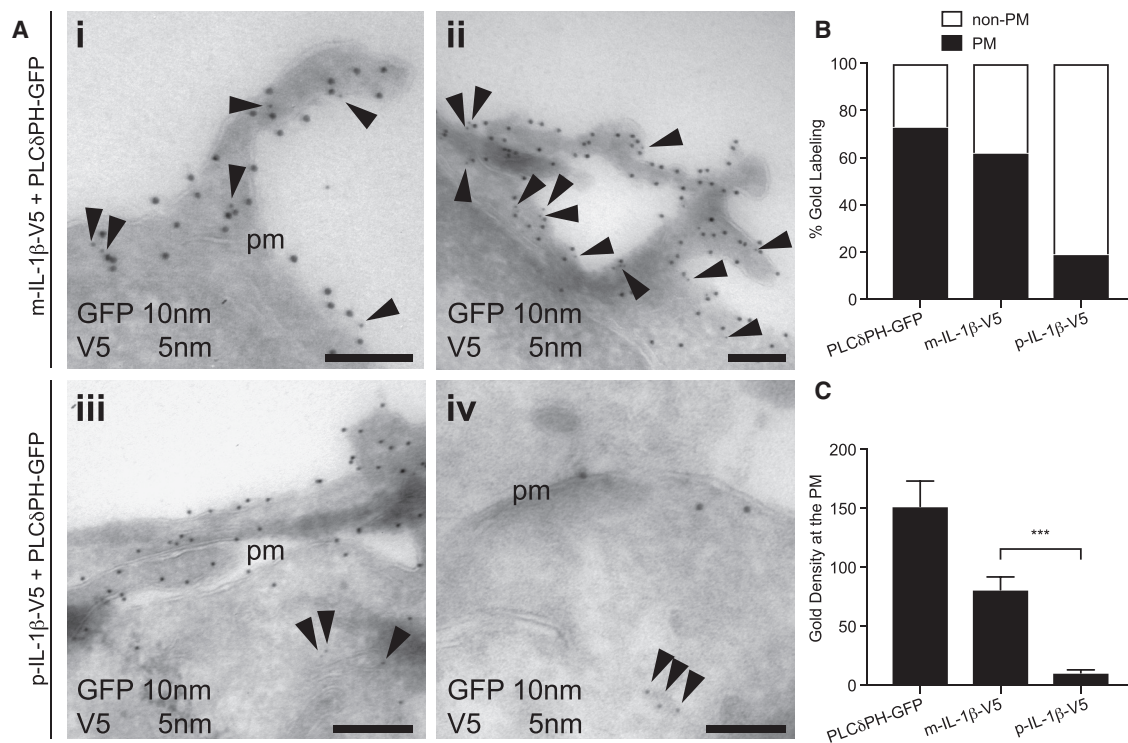 A
m-IL-1β-V5 + PLCδPH-GFP
i
pm
GFP 10nm
V5 5nm
ii
GFP 10nm
V5 5nm
p-IL-1β-V5 + PLCδPH-GFP
iii
pm
GFP 10nm
V5 5nm
iv
pm
GFP 10nm
V5 5nm
B
non-PM
PM
% Gold Labeling
100
80
60
40
20
0
PLCδPH-GFP
m-IL-1β-V5
p-IL-1β-V5
C
Gold Density at the PM
200
150
100
50
0
***
PLCδPH-GFP
m-IL-1β-V5
p-IL-1β-V5